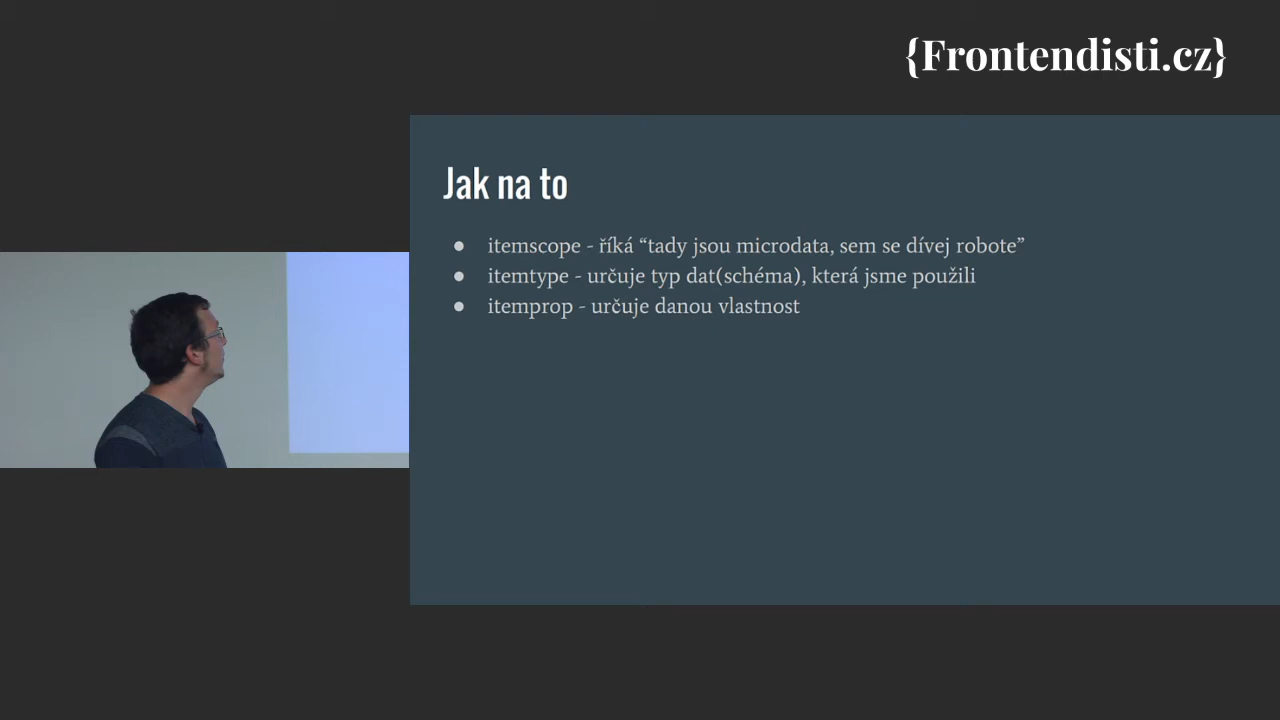 {Frontendisti.cz}
Jak na to
● itemscope - říká “tady jsou microdata, sem se dívej robote”
● itemtype - určuje typ dat(schéma), která jsme použili
● itemprop - určuje danou vlastnost